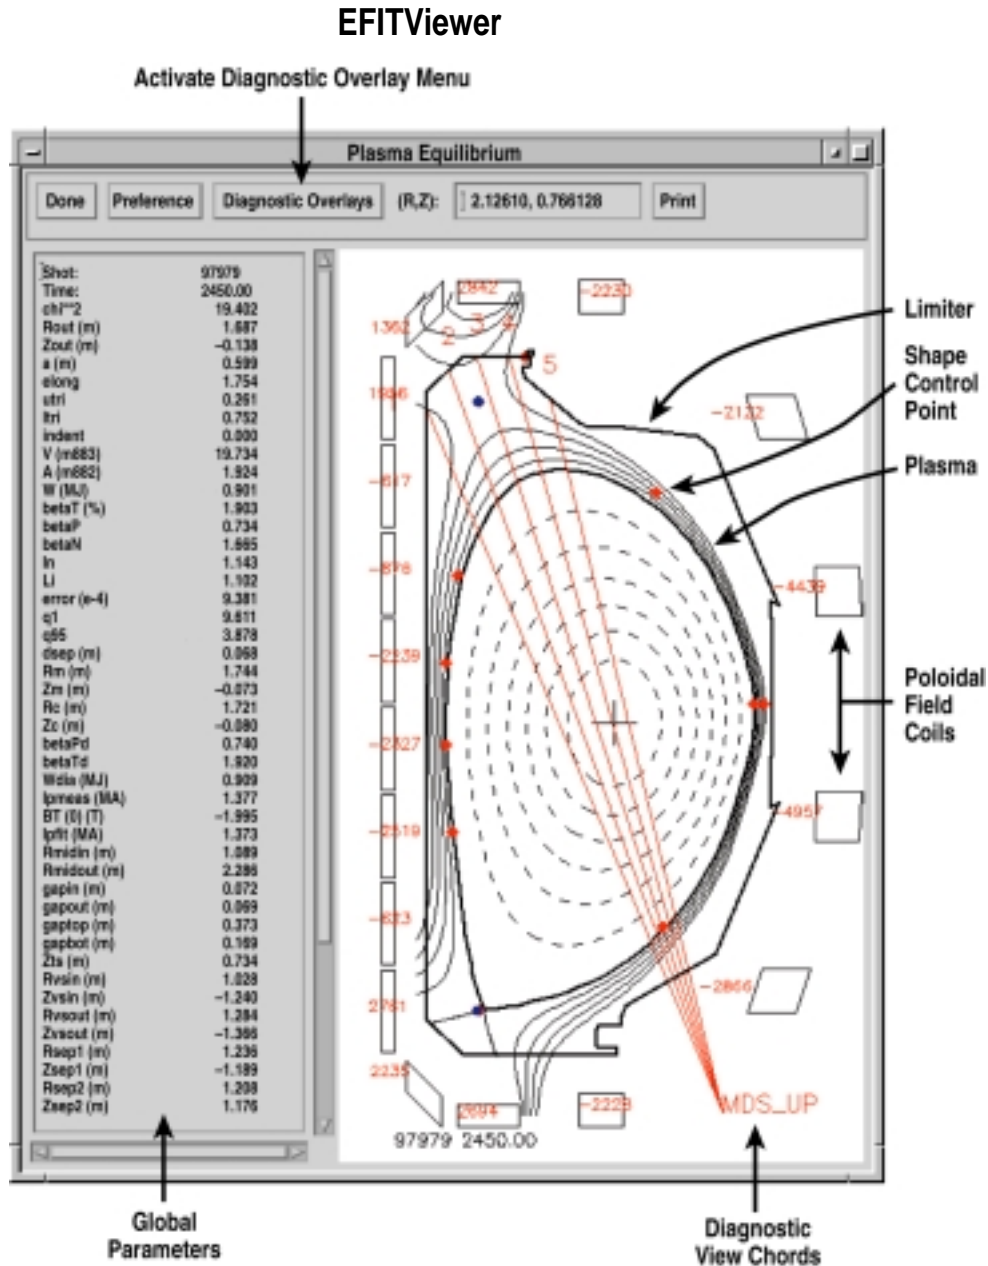 EFITViewer
Activate Diagnostic Overlay Menu
Plasma Equilibrium
Done Preference Diagnostic Overlays (R,Z): 2.12610, 0.766128 Print
Shot: 97979
Time: 2450.00
chi**2 19.402
Rout (m) 1.687
Zout (m) −0.138
a (m) 0.599
elong 1.754
utri 0.261
ltri 0.752
indent 0.000
V (m883) 19.734
A (m882) 1.924
W (MJ) 0.901
betaT (%) 1.903
betaP 0.734
betaN 1.665
In 1.143
Li 1.102
error (e-4) 9.381
q1 9.611
q95 3.878
dsep (m) 0.068
Rm (m) 1.744
Zm (m) −0.073
Rc (m) 1.721
Zc (m) −0.080
betaPd 0.740
betaTd 1.920
Wdia (MJ) 0.909
Ipmeas (MA) 1.377
BT (0) (T) −1.995
Ipfit (MA) 1.373
Rmidin (m) 1.089
Rmidout (m) 2.286
gapin (m) 0.072
gapout (m) 0.069
gaptop (m) 0.373
gapbot (m) 0.169
Zts (m) 0.734
Rvsin (m) 1.028
Zvsin (m) −1.240
Rvsout (m) 1.284
Zvsout (m) −1.366
Rsep1 (m) 1.236
Zsep1 (m) −1.189
Rsep2 (m) 1.208
Zsep2 (m) 1.176
2842
−2230
1362
2 3
5
−2122
−4439
−4957
−2866
2761
2235
2694
−2229
MDS_UP
97979 2450.00
Limiter
Shape
Control
Point
Plasma
Poloidal
Field
Coils
Global
Parameters
Diagnostic
View Chords